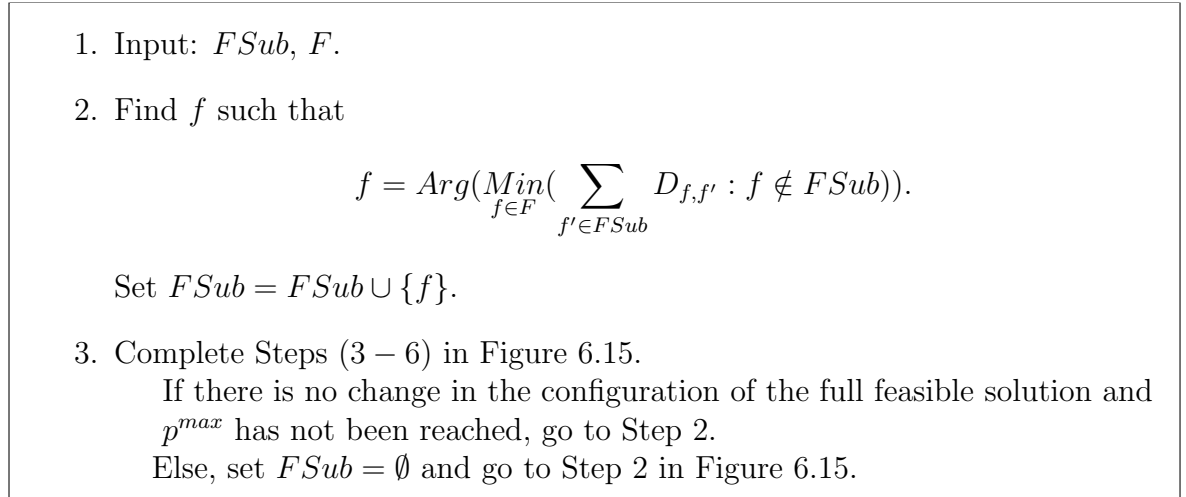 1. Input: FSub, F.
2. Find f such that
f = Arg(Min_{f∈F}(∑_{f′∈FSub} D_{f,f′} : f ∉ FSub)).
Set FSub = FSub ∪ {f}.
3. Complete Steps (3 − 6) in Figure 6.15.
If there is no change in the configuration of the full feasible solution and
p^{max} has not been reached, go to Step 2.
Else, set FSub = ∅ and go to Step 2 in Figure 6.15.